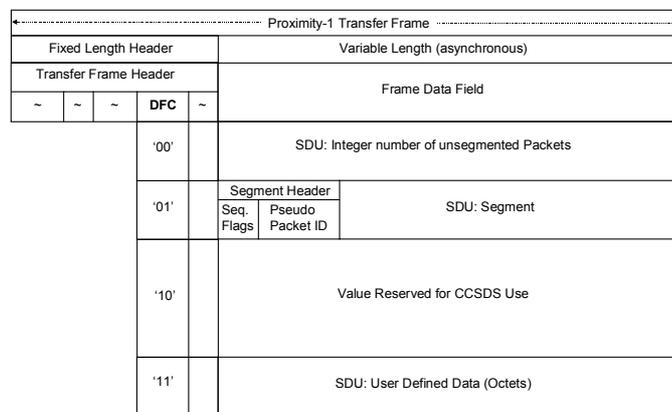 Proximity-1 Transfer Frame
Fixed Length Header
Variable Length (asynchronous)
Transfer Frame Header
Frame Data Field
~ ~ ~ DFC ~
'00'
SDU: Integer number of unsegmented Packets
'01'
Segment Header
Seq. Flags
Pseudo Packet ID
SDU: Segment
'10'
Value Reserved for CCSDS Use
'11'
SDU: User Defined Data (Octets)